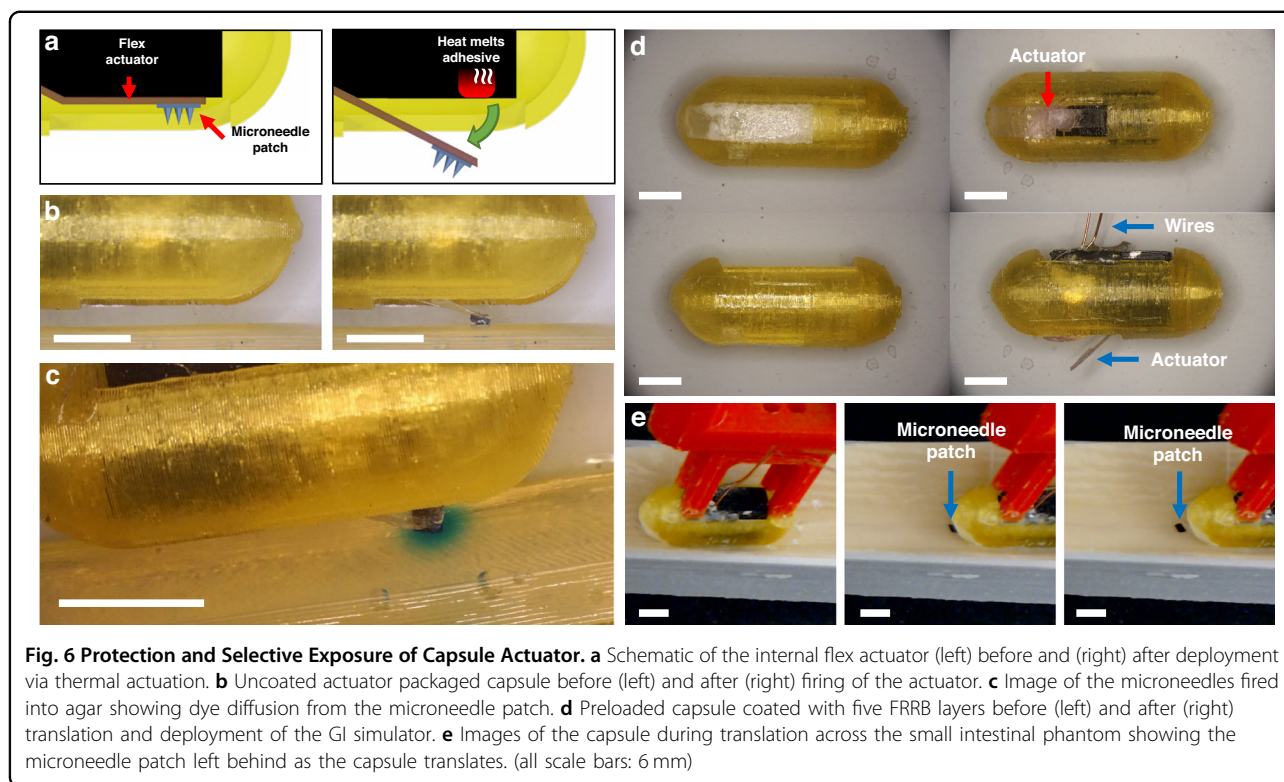 a
Flex
actuator
Microneedle
patch
Heat melts
adhesive
b
c
d
Actuator
Wires
Actuator
e
Microneedle
patch
Microneedle
patch
Fig. 6 Protection and Selective Exposure of Capsule Actuator. a Schematic of the internal flex actuator (left) before and (right) after deployment
via thermal actuation. b Uncoated actuator packaged capsule before (left) and after (right) firing of the actuator. c Image of the microneedles fired
into agar showing dye diffusion from the microneedle patch. d Preloaded capsule coated with five FRRB layers before (left) and after (right)
translation and deployment of the GI simulator. e Images of the capsule during translation across the small intestinal phantom showing the
microneedle patch left behind as the capsule translates. (all scale bars: 6 mm)